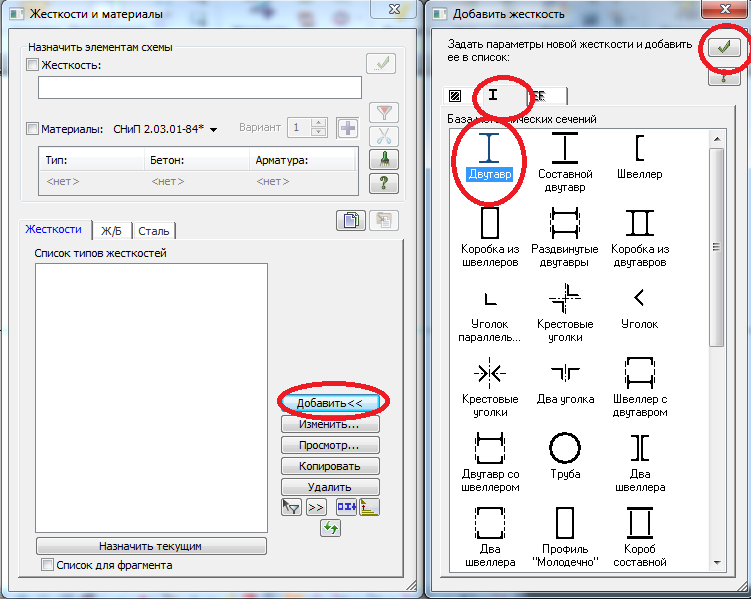 Жесткости и материалы
Назначить элементам схемы
Жесткость:
Материалы: СНиП 2.03.01-84* Вариант 1
Тип: Бетон: Арматура:
<нет> <нет> <нет>
Жесткости Ж/Б Сталь
Список типов жесткостей
Добавить<<
Изменить...
Просмотр...
Копировать
Удалить
>>
Назначить текущим
Список для фрагмента
Добавить жесткость
Задать параметры новой жесткости и добавить
ее в список:
База металлических сечений
Двутавр
Составной
двутавр
Швеллер
Коробка из
швеллеров
Раздвинутые
двутавры
Коробка из
двутавров
Уголок
параллель...
Крестовые
уголки
Уголок
Крестовые
уголки
Два уголка
Швеллер с
двутавром
Двутавр со
швеллером
Труба
Два
швеллера
Два
швеллера
Профиль
"Молодечно"
Короб
составной